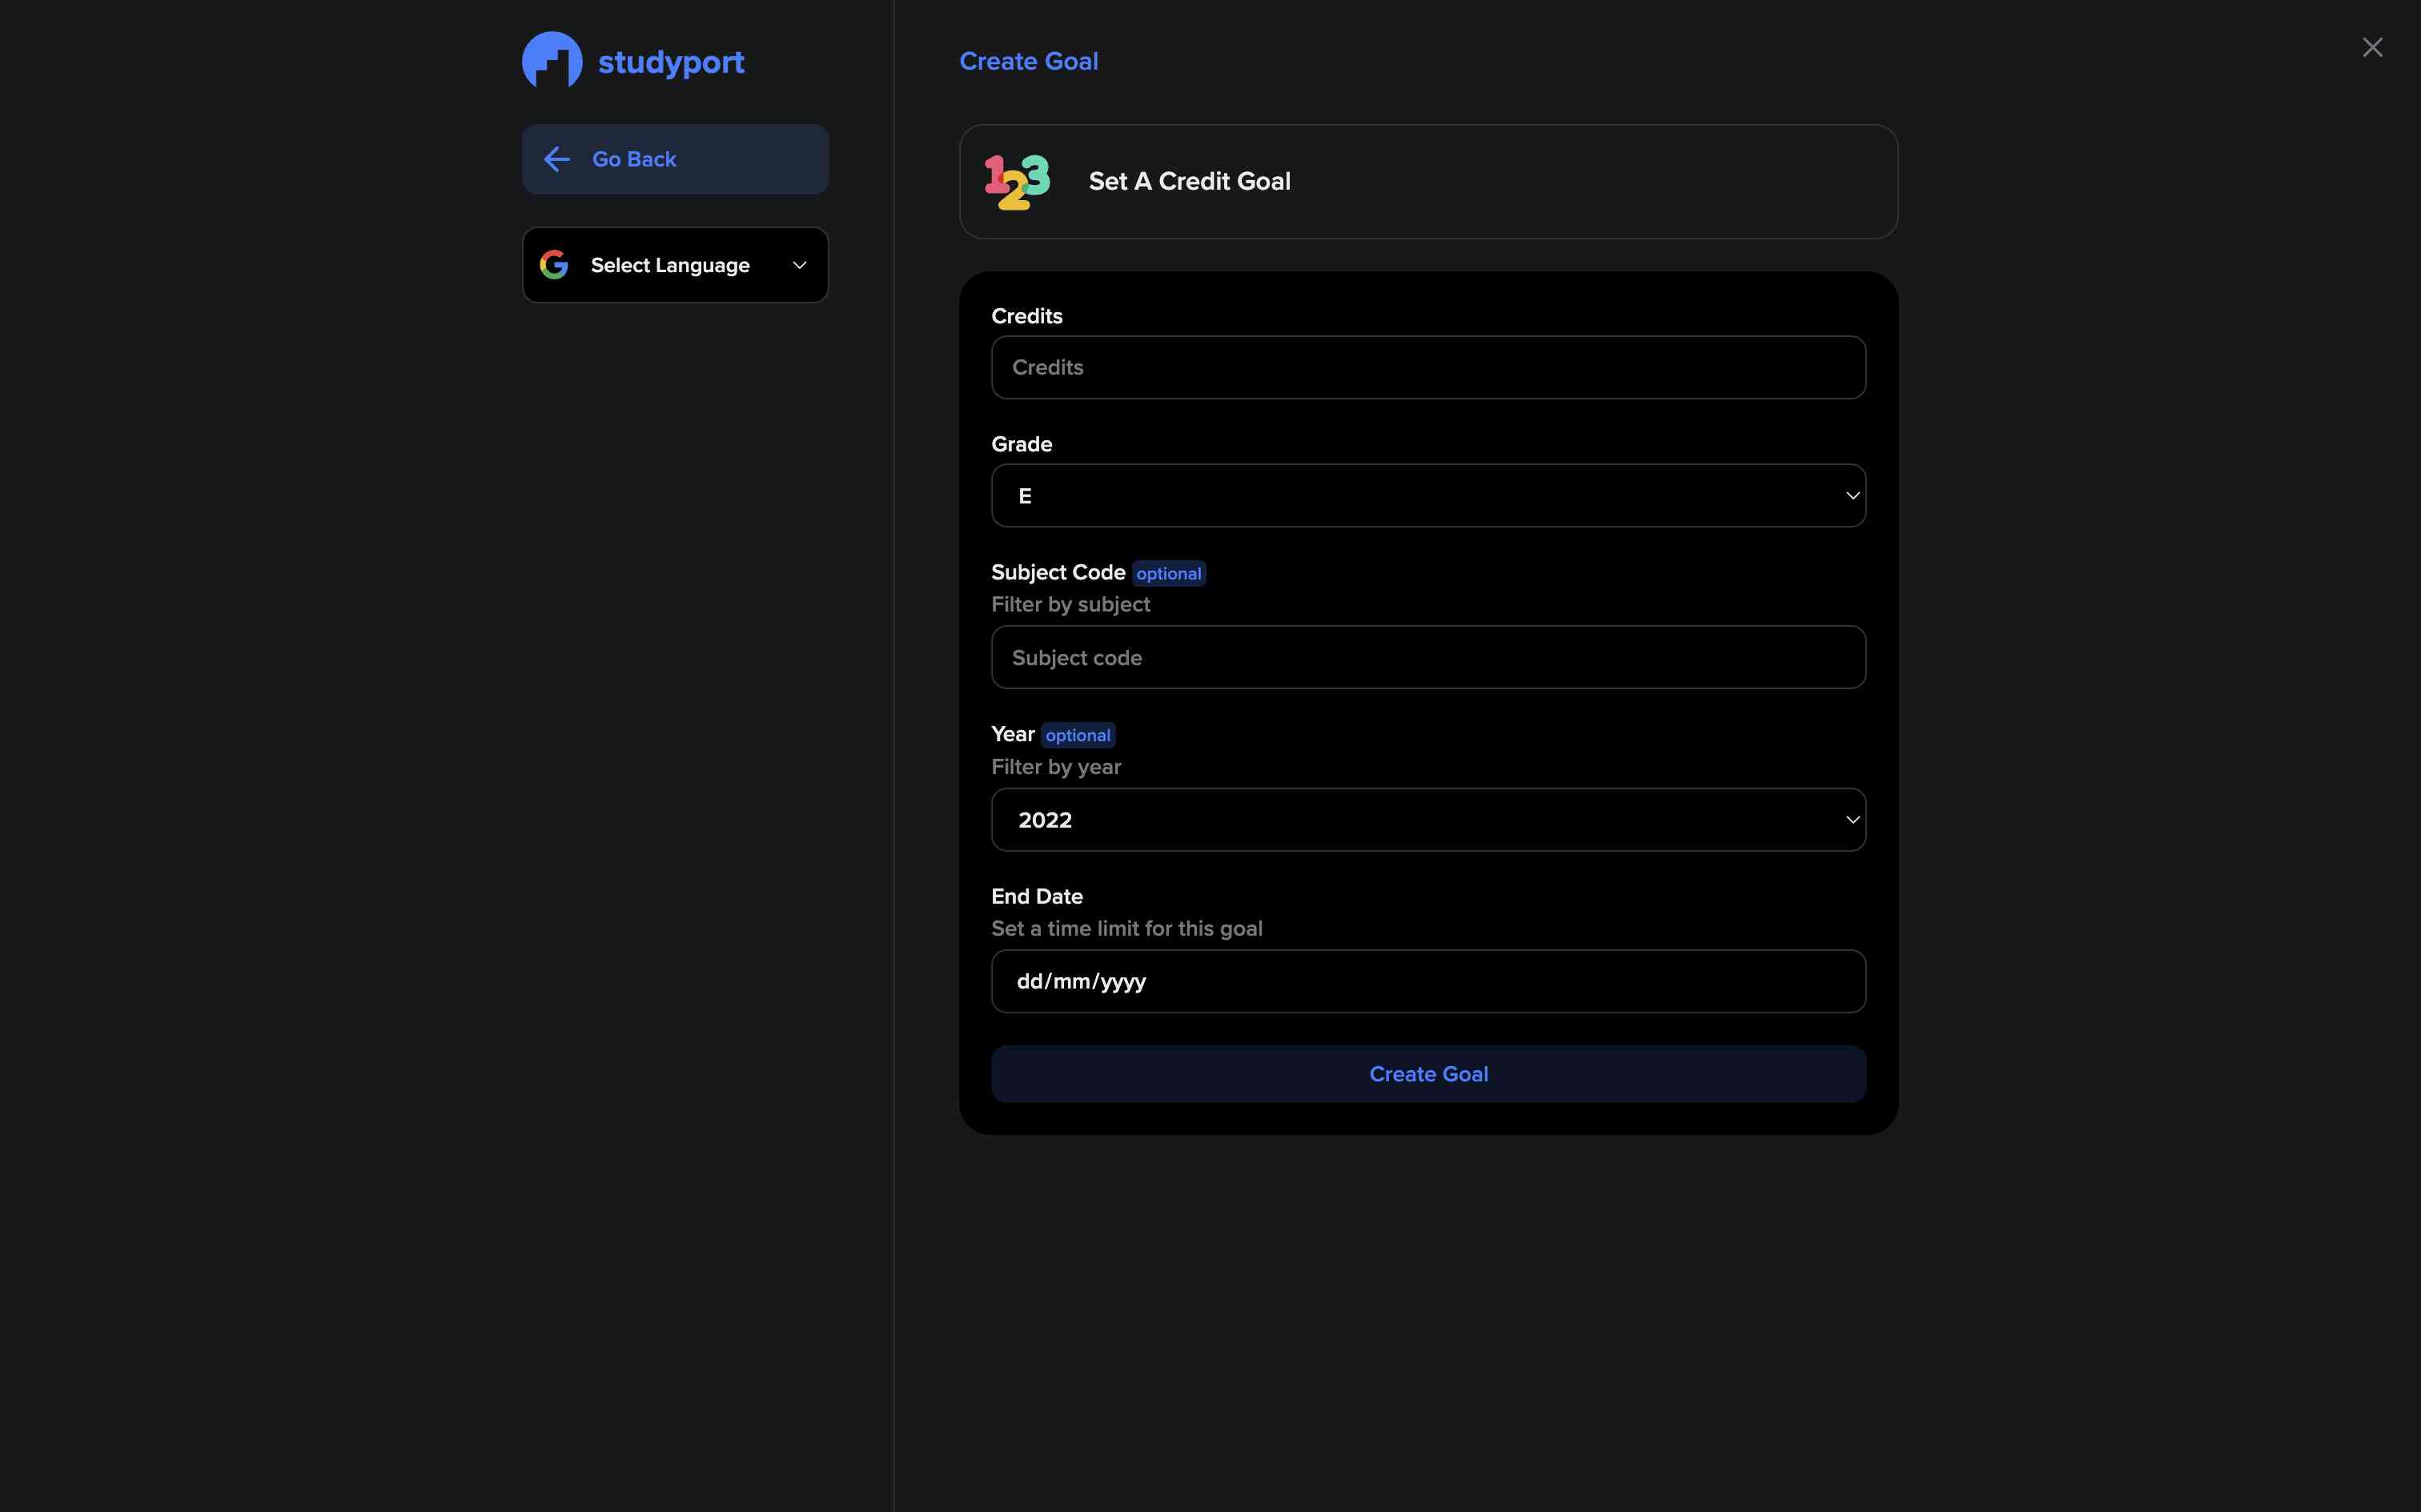 studyport
Go Back
Select Language
Create Goal
123
Set A Credit Goal
Credits
Credits
Grade
E
Subject Code optional
Filter by subject
Subject code
Year optional
Filter by year
2022
End Date
Set a time limit for this goal
dd/mm/yyyy
Create Goal